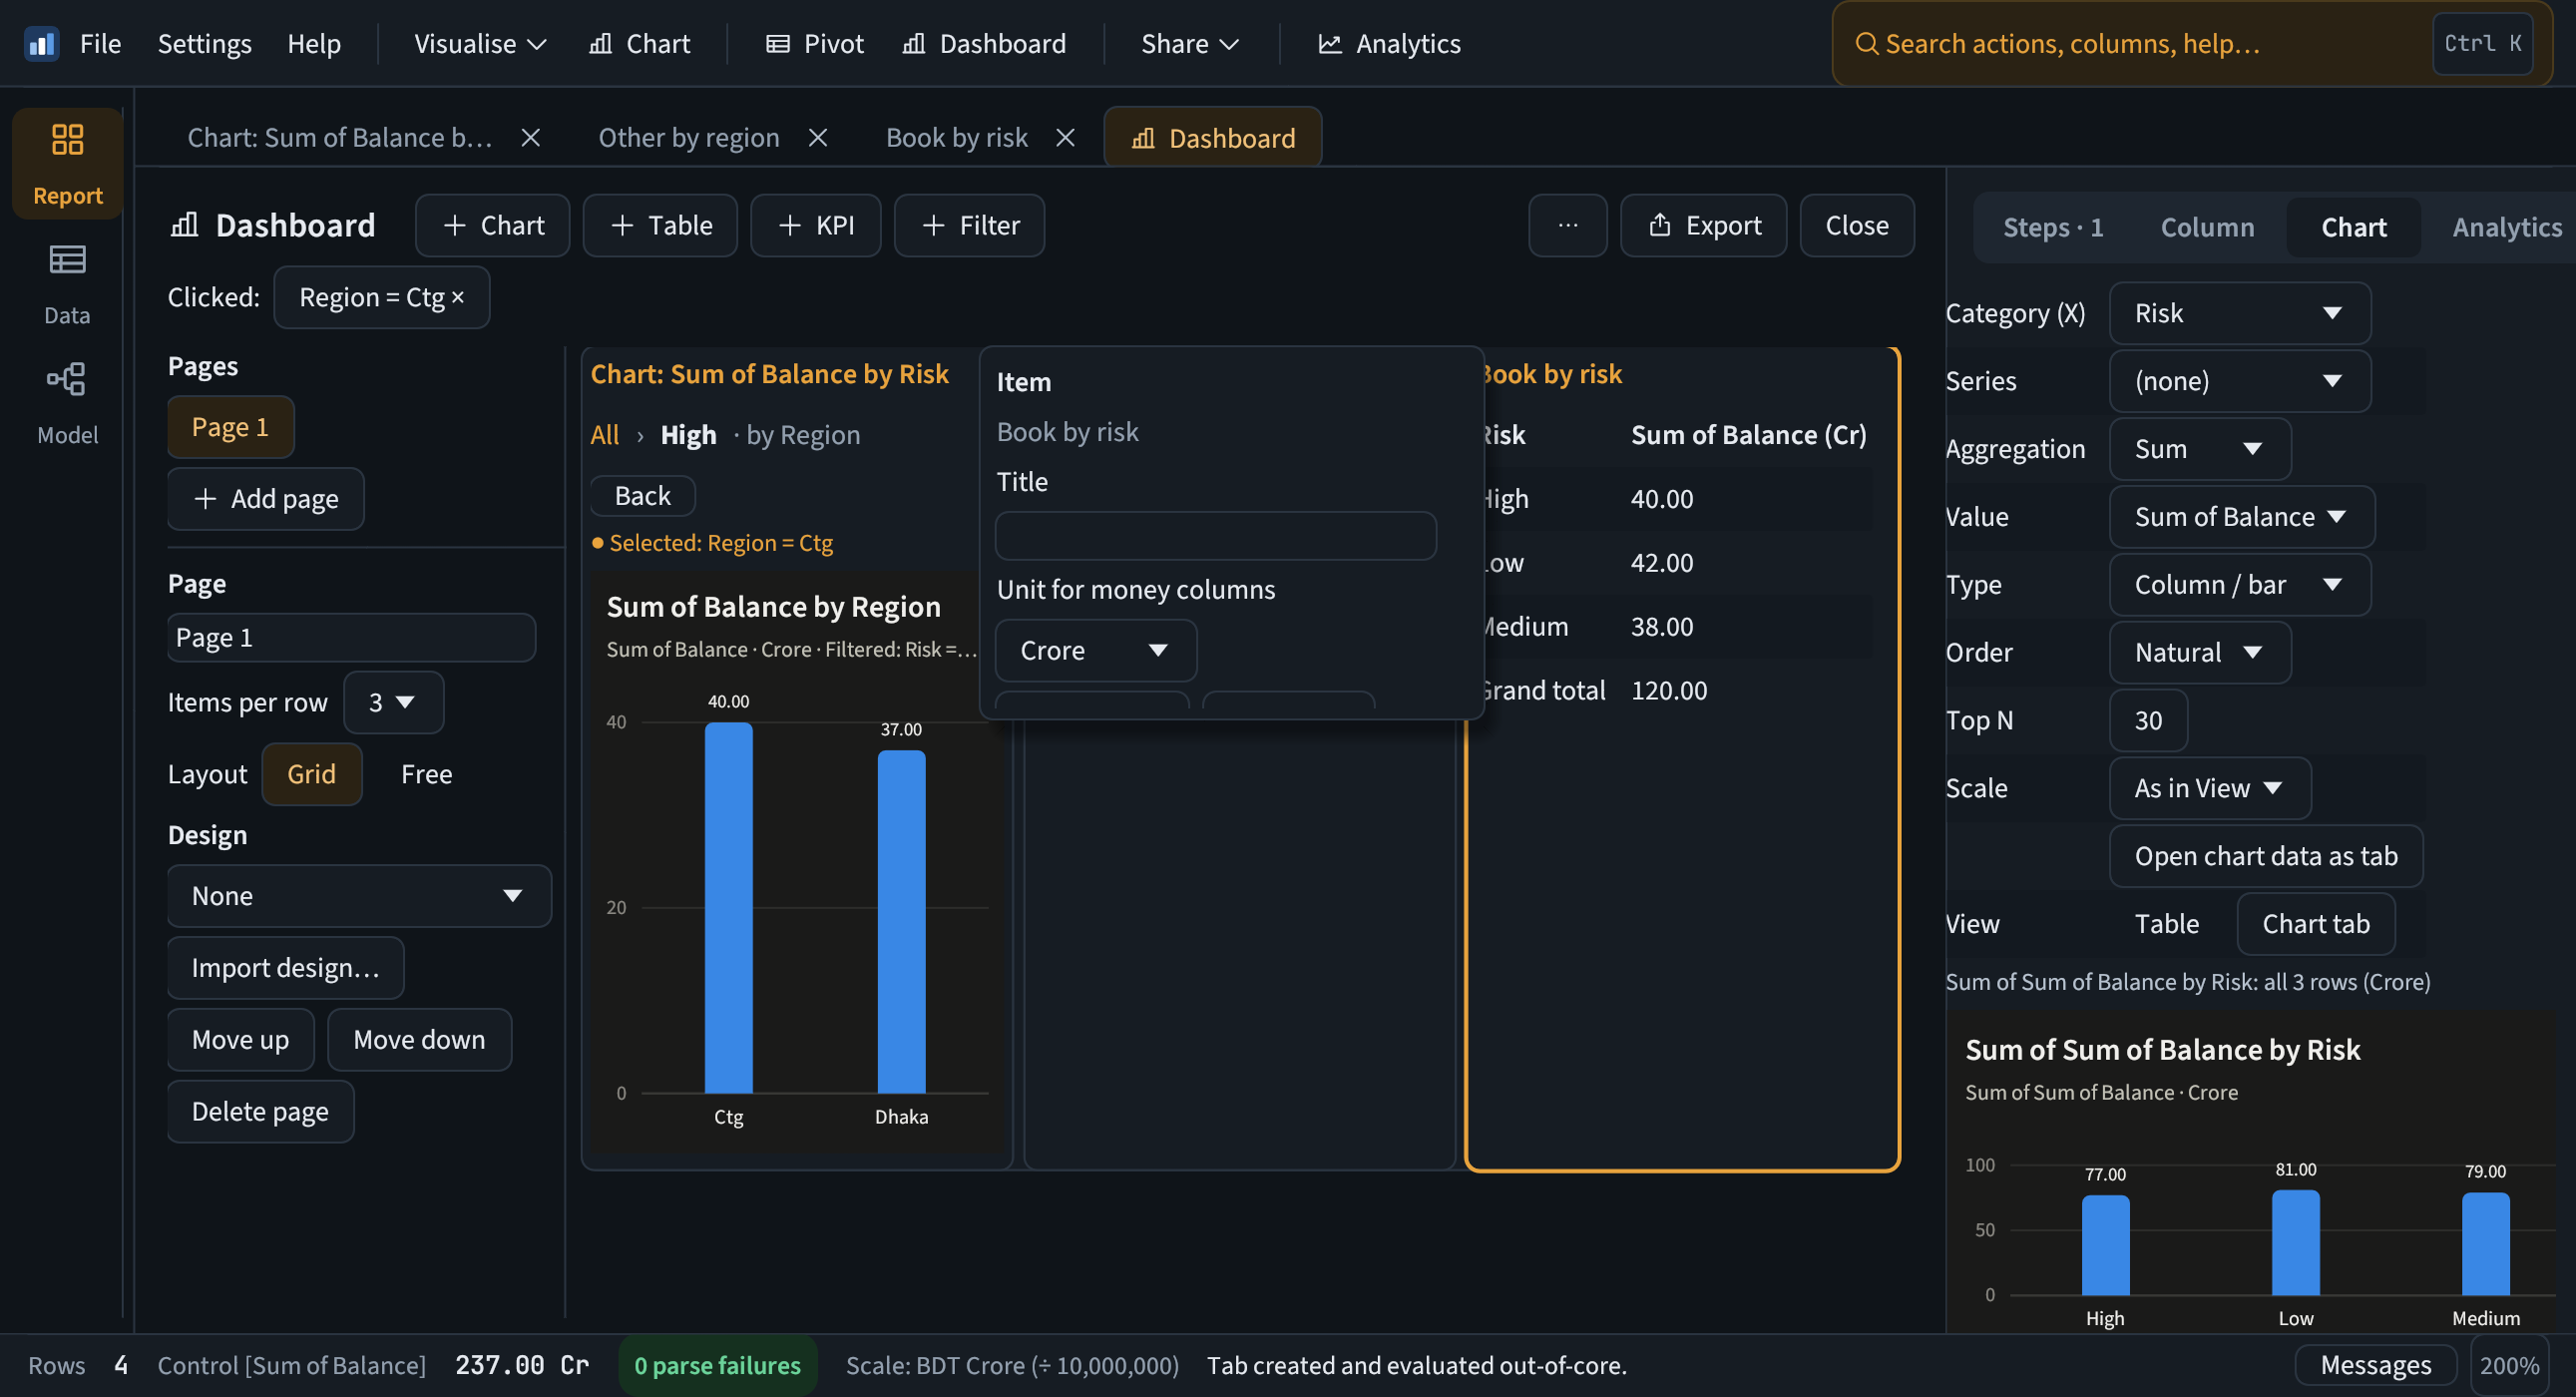 File Settings Help Visualise Chart Pivot Dashboard Share Analytics Search actions, columns, help… Ctrl K
Report
Data
Model
Chart: Sum of Balance b… Other by region Book by risk Dashboard
Dashboard + Chart + Table + KPI + Filter ··· Export Close
Clicked: Region = Ctg ×
Pages
Page 1
+ Add page
Page
Page 1
Items per row 3
Layout Grid Free
Design
None
Import design…
Move up Move down
Delete page
Chart: Sum of Balance by Risk
All › High · by Region
Back
Selected: Region = Ctg
Sum of Balance by Region
Sum of Balance · Crore · Filtered: Risk =…
40.00
37.00
40
20
0
Ctg Dhaka
Item
Book by risk
Title
Unit for money columns
Crore
Book by risk
Risk Sum of Balance (Cr)
High 40.00
Low 42.00
Medium 38.00
Grand total 120.00
Steps · 1 Column Chart Analytics
Category (X) Risk
Series (none)
Aggregation Sum
Value Sum of Balance
Type Column / bar
Order Natural
Top N 30
Scale As in View
Open chart data as tab
View Table Chart tab
Sum of Sum of Balance by Risk: all 3 rows (Crore)
Sum of Sum of Balance by Risk
Sum of Sum of Balance · Crore
100
50
0
77.00 81.00 79.00
High Low Medium
Rows 4 Control [Sum of Balance] 237.00 Cr 0 parse failures Scale: BDT Crore (÷ 10,000,000) Tab created and evaluated out-of-core. Messages 200%